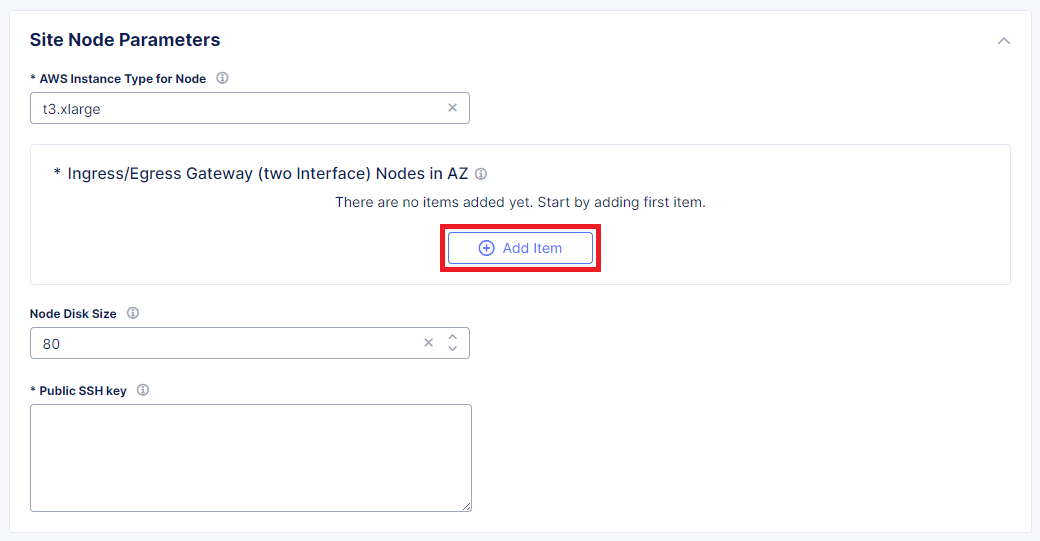 Site Node Parameters
* AWS Instance Type for Node
t3.xlarge
* Ingress/Egress Gateway (two Interface) Nodes in AZ
There are no items added yet. Start by adding first item.
Add Item
Node Disk Size
80
* Public SSH key